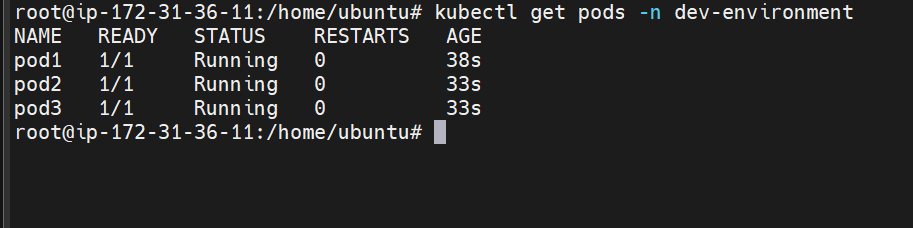 root@ip-172-31-36-11:/home/ubuntu# kubectl get pods -n dev-environment
NAME   READY   STATUS    RESTARTS   AGE
pod1   1/1     Running   0          38s
pod2   1/1     Running   0          33s
pod3   1/1     Running   0          33s
root@ip-172-31-36-11:/home/ubuntu#